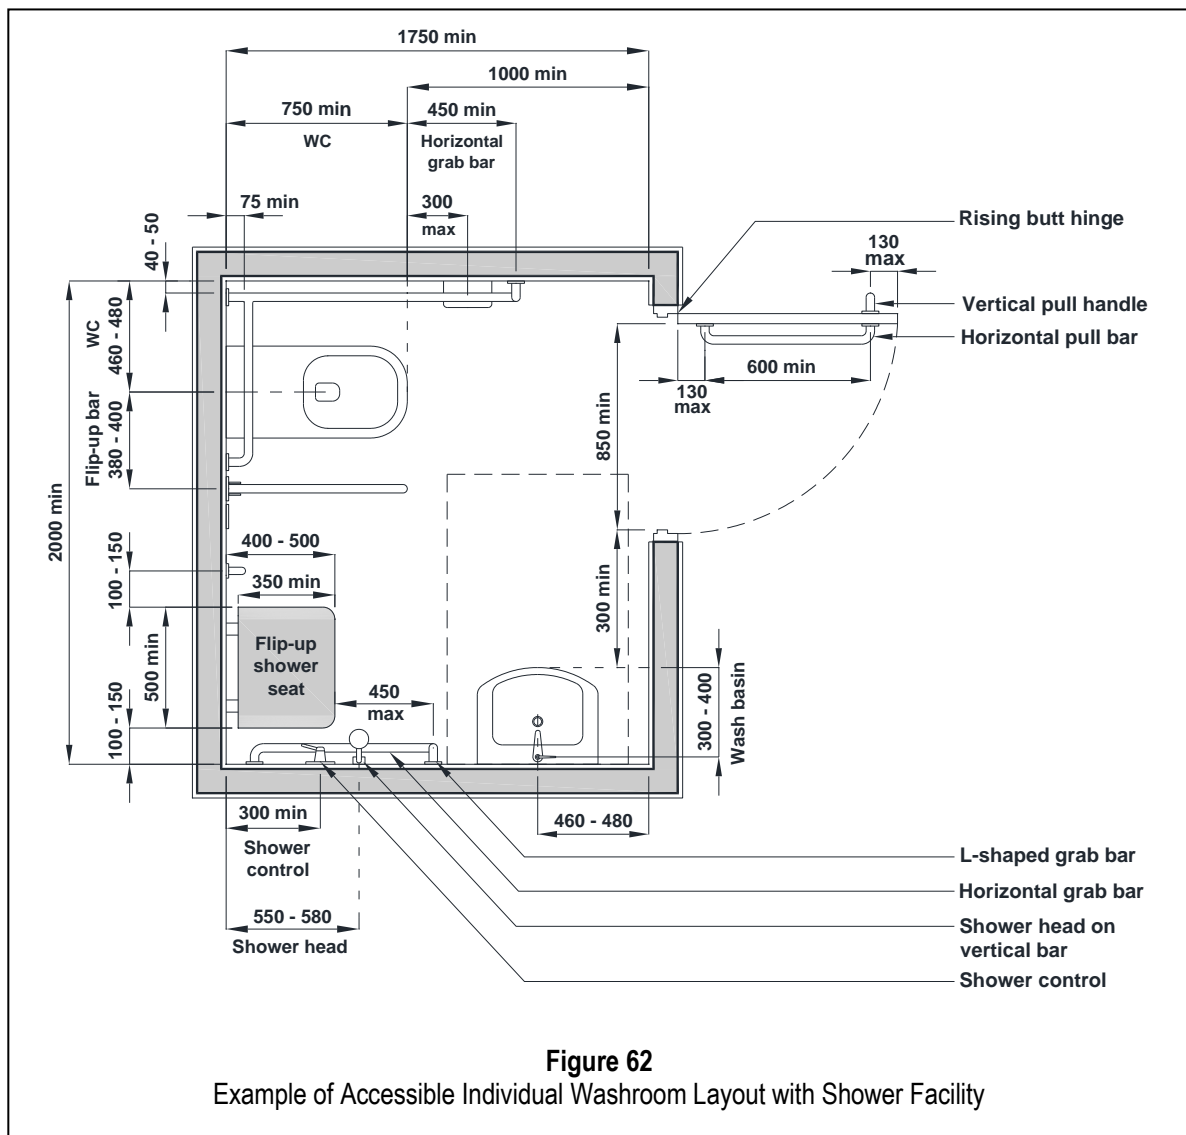 1750 min
1000 min
750 min
450 min
WC
Horizontal
grab bar
75 min
300
max
Rising butt hinge
130
max
Vertical pull handle
Horizontal pull bar
40 - 50
460 - 480
WC
600 min
130
max
850 min
380 - 400
Flip-up bar
2000 min
400 - 500
350 min
100 - 150
300 min
Flip-up
shower
seat
500 min
450
max
300 - 400
Wash basin
100 - 150
300 min
Shower
control
460 - 480
550 - 580
Shower head
L-shaped grab bar
Horizontal grab bar
Shower head on
vertical bar
Shower control
Figure 62
Example of Accessible Individual Washroom Layout with Shower Facility